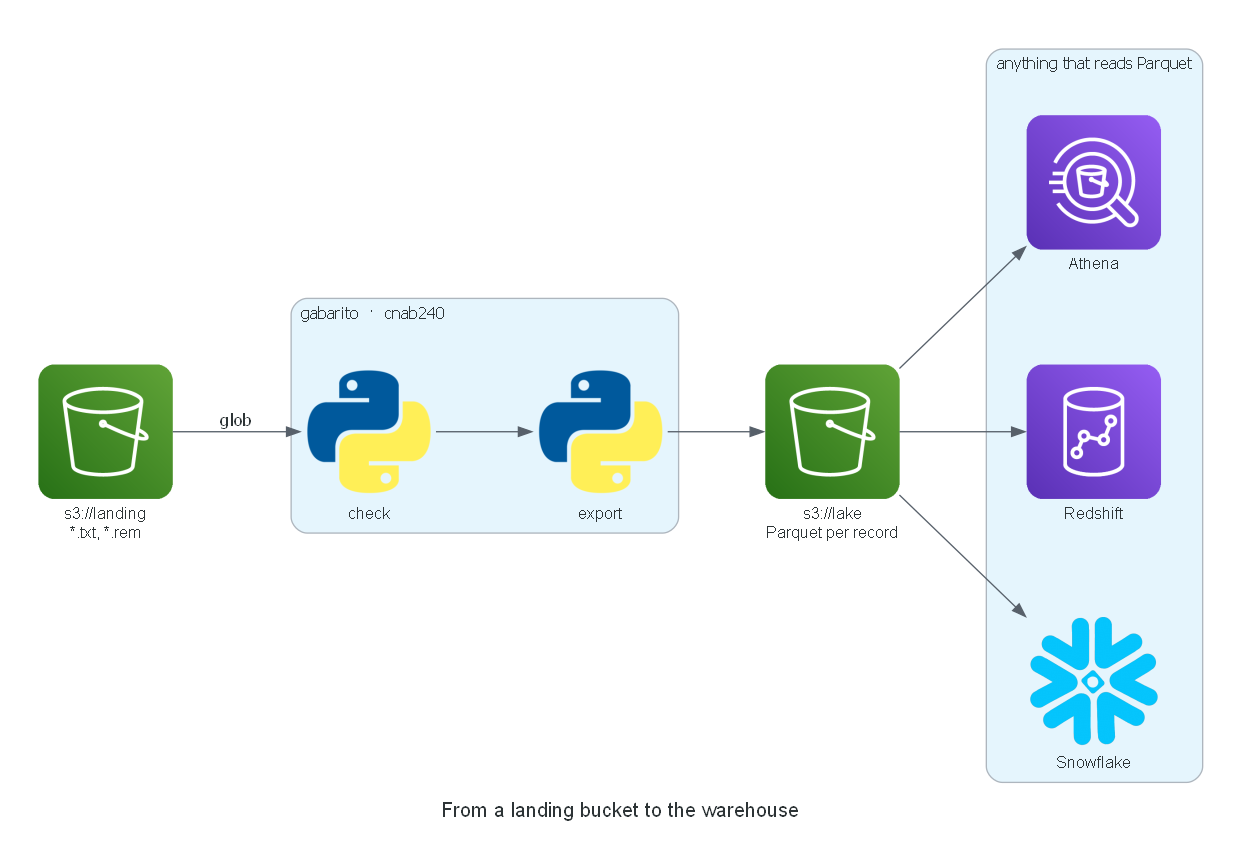 anything that reads Parquet
Athena
gabarito · cnab240
glob
s3://landing
*.txt, *.rem
check
export
s3://lake
Parquet per record
Redshift
Snowflake
From a landing bucket to the warehouse